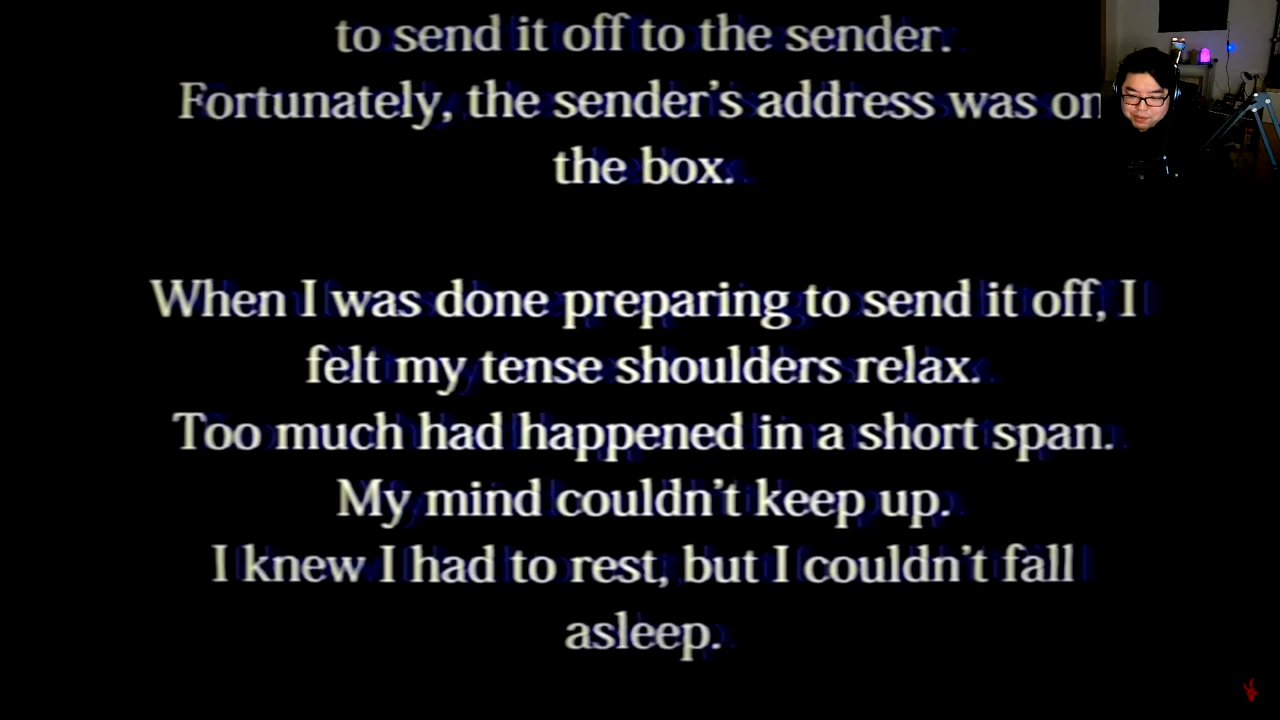 to send it off to the sender.
Fortunately, the sender's address was on
the box.
When I was done preparing to send it off, I
felt my tense shoulders relax.
Too much had happened in a short span.
My mind couldn't keep up.
I knew I had to rest, but I couldn't fall
asleep.